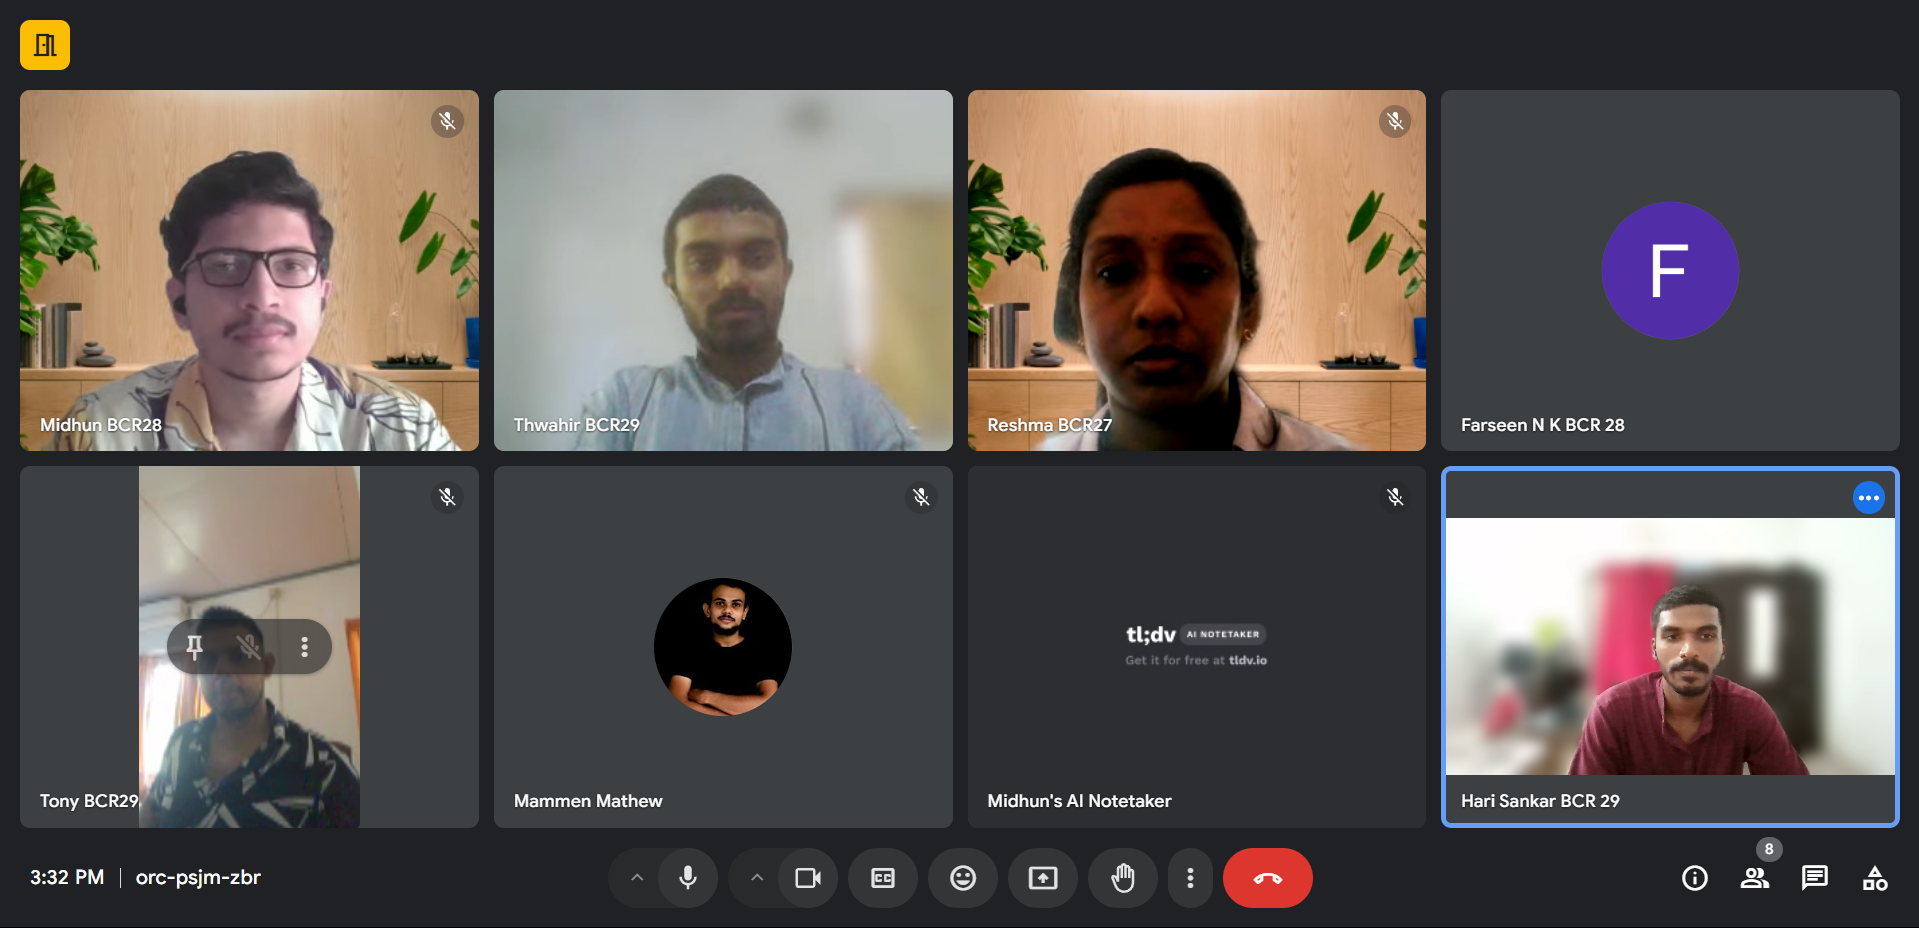 Midhun BCR28
Thwahir BCR29
Reshma BCR27
F
Farseen N K BCR 28
Tony BCR29
Mammen Mathew
tl;dv AI NOTETAKER
Get it for free at tldv.io
Midhun's AI Notetaker
Hari Sankar BCR 29
3:32 PM | orc-psjm-zbr
CC
8